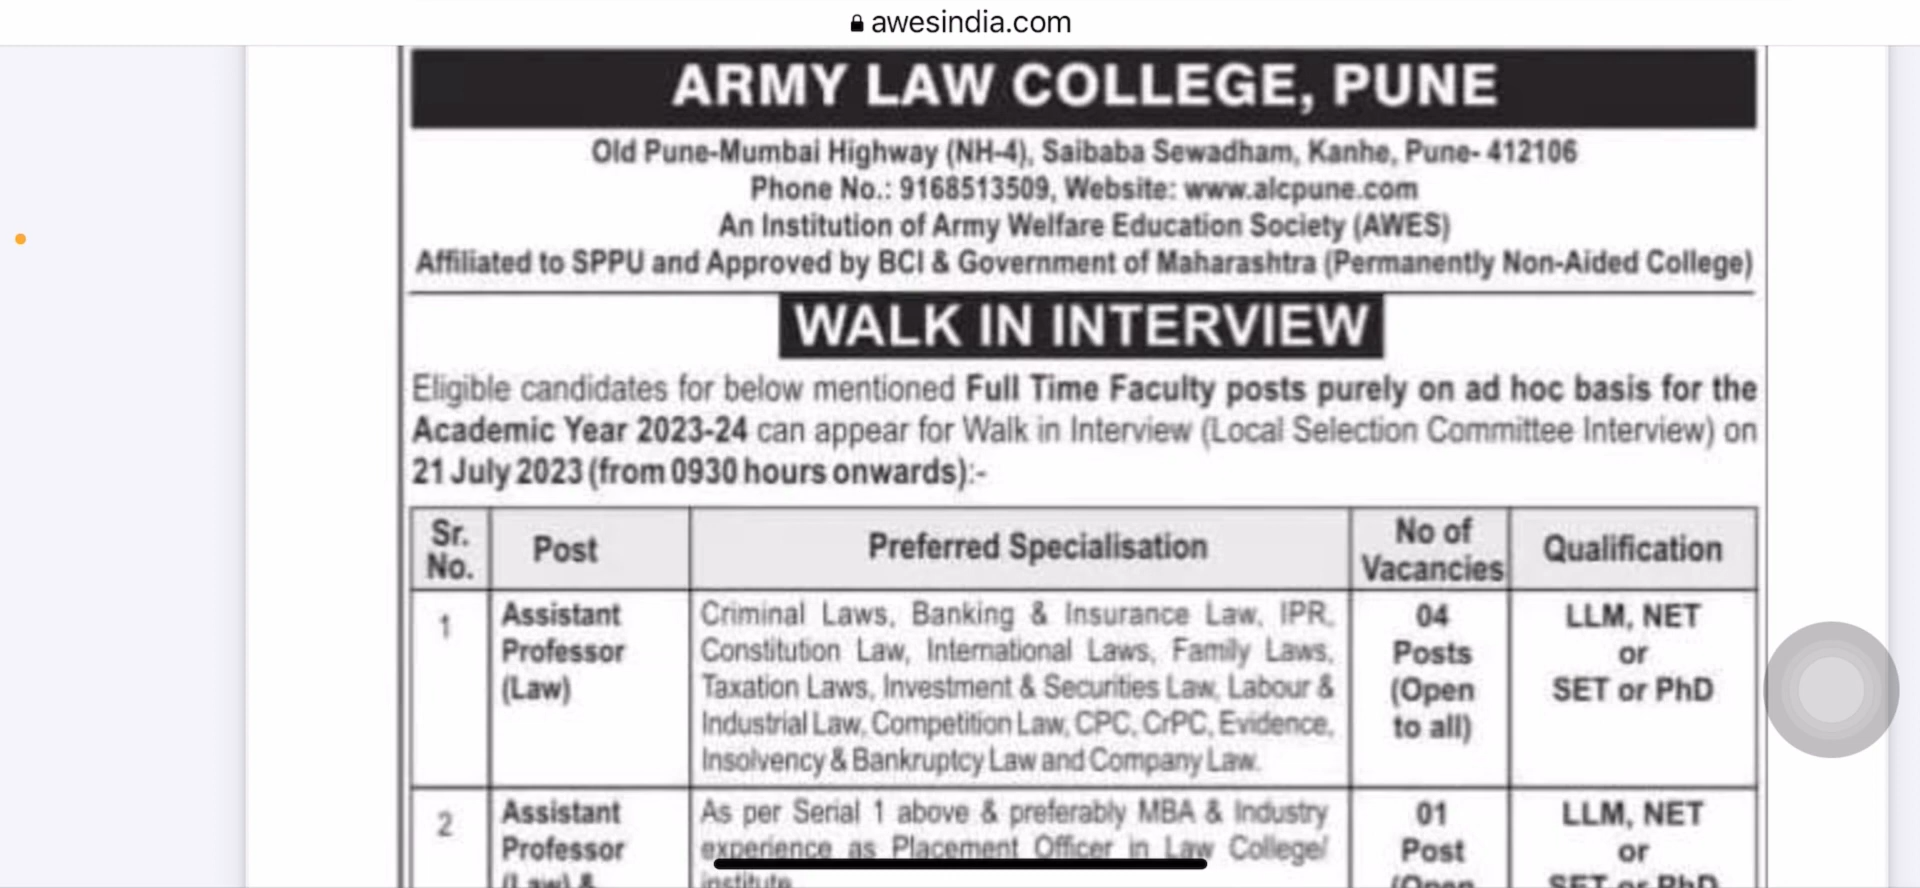 awesindia.com
ARMY LAW COLLEGE, PUNE
Old Pune-Mumbai Highway (NH-4), Saibaba Sewadham, Kanhe, Pune- 412106
Phone No.: 9168513509, Website: www.alcpune.com
An Institution of Army Welfare Education Society (AWES)
Affiliated to SPPU and Approved by BCI & Government of Maharashtra (Permanently Non-Aided College)
WALK IN INTERVIEW
Eligible candidates for below mentioned Full Time Faculty posts purely on ad hoc basis for the
Academic Year 2023-24 can appear for Walk in Interview (Local Selection Committee Interview) on
21 July 2023 (from 0930 hours onwards):-
Sr.
No.
Post
Preferred Specialisation
No of
Vacancies
Qualification
1
Assistant
Professor
(Law)
Criminal Laws, Banking & Insurance Law, IPR,
Constitution Law, International Laws, Family Laws,
Taxation Laws, Investment & Securities Law, Labour &
Industrial Law, Competition Law, CPC, CrPC, Evidence,
Insolvency & Bankruptcy Law and Company Law.
04
Posts
(Open
to all)
LLM, NET
or
SET or PhD
2
Assistant
Professor
(Law) &
As per Serial 1 above & preferably MBA & Industry
experience as Placement Officer in Law College/
institute
01
Post
(Open
LLM, NET
or
SET or PhD